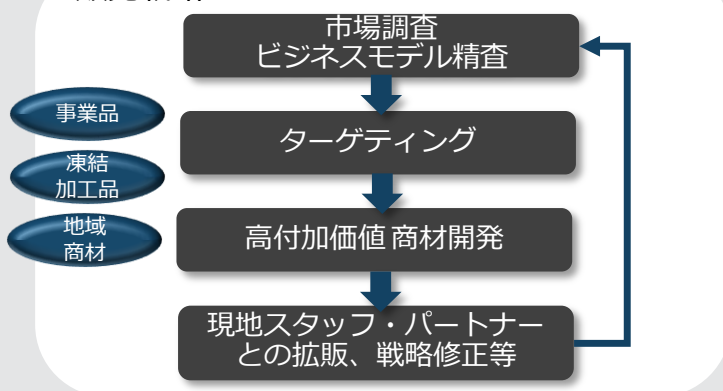 市場調査
ビジネスモデル精査
事業品
ターゲティング
凍結
加工品
地域
商材
高付加価値 商材開発
現地スタッフ・パートナー
との拡販、戦略修正等